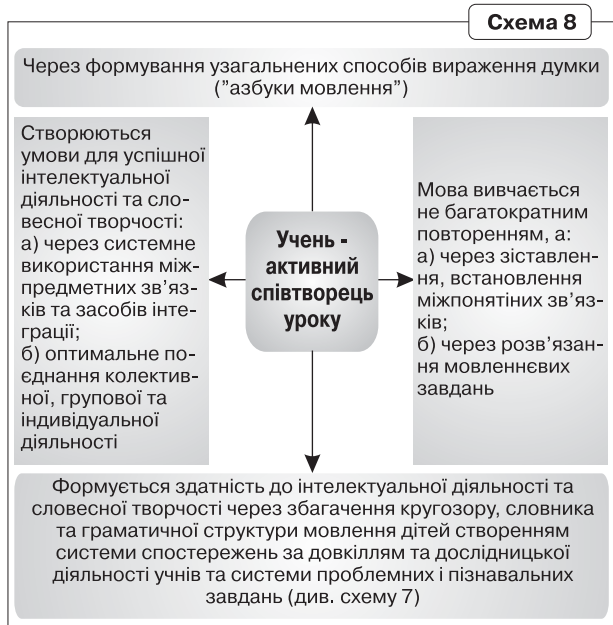 Схема 8
Через формування узагальнених способів вираження думки
("азбуки мовлення")
Створюються
умови для успішної
інтелектуальної
діяльності та сло-
весної творчості:
а) через системне
використання між-
предметних зв'яз-
ків та засобів інте-
грації;
б) оптимальне по-
єднання колектив-
ної, групової та
індивідуальної
діяльності
Учень -
активний
співтворець
уроку
Мова вивчається
не багатократним
повторенням, а:
а) через зіставлен-
ня, встановлення
міжпонятіних зв'яз-
ків;
б) через розв'язан-
ня мовленнєвих
завдань
Формується здатність до інтелектуальної діяльності та
словесної творчості через збагачення кругозору, словника
та граматичної структури мовлення дітей створенням
системи спостережень за довкіллям та дослідницької
діяльності учнів та системи проблемних і пізнавальних
завдань (див. схему 7)